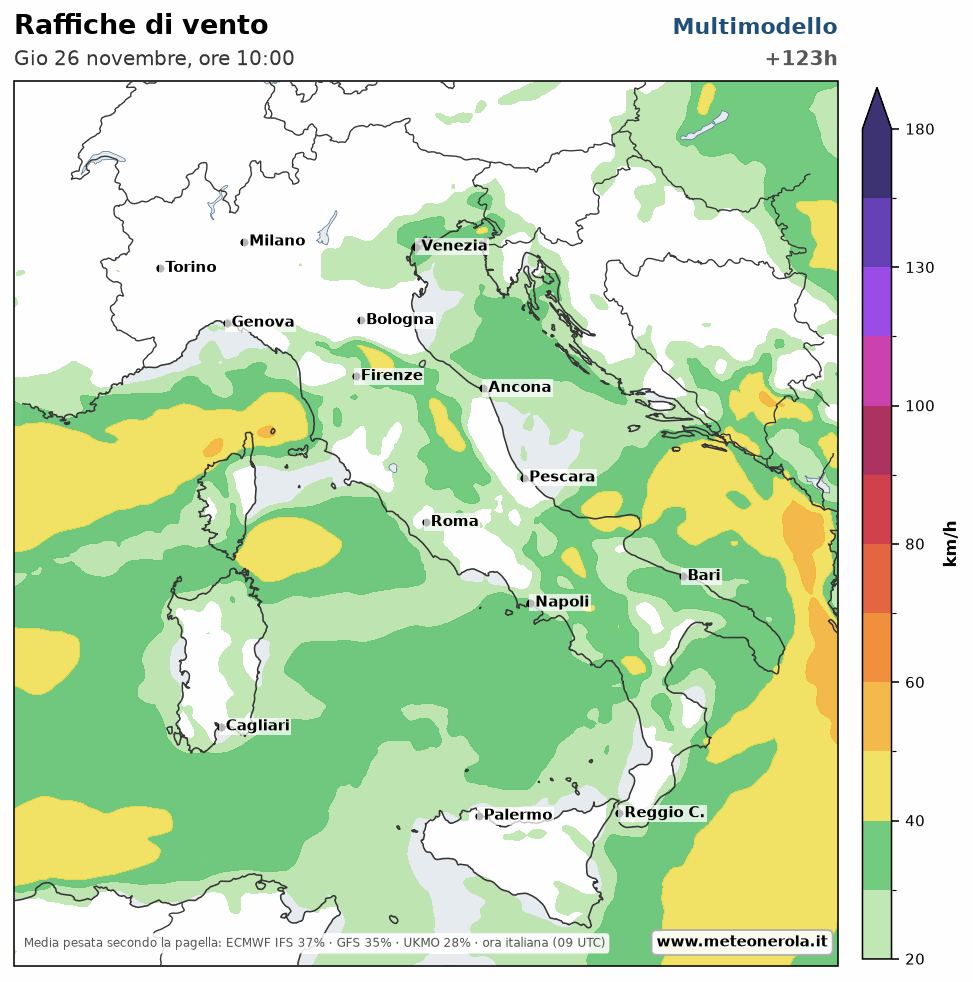 Raffiche di vento
Multimodello
Gio 26 novembre, ore 10:00
+123h
180
130
100
80
60
40
20
km/h
Milano
Venezia
Torino
Genova
Bologna
Firenze
Ancona
Pescara
Roma
Bari
Napoli
Cagliari
Palermo
Reggio C.
Media pesata secondo la pagella: ECMWF IFS 37% · GFS 35% · UKMO 28% · ora italiana (09 UTC)
www.meteonerola.it